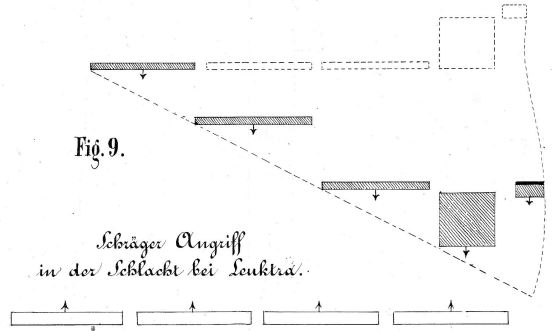 Fig. 9.
Schräger Angriff
in der Schlacht bei Leuktra.